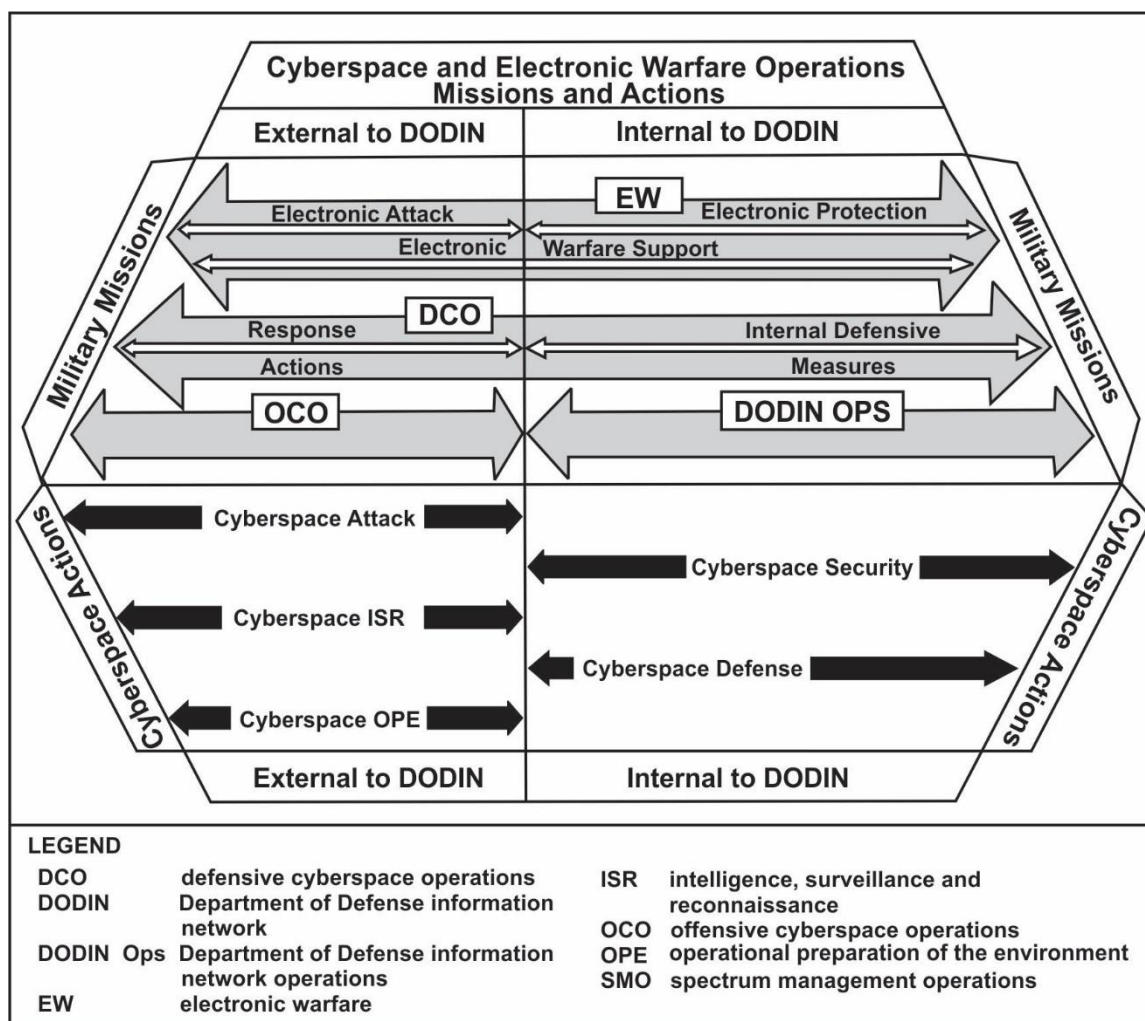 Cyberspace and Electronic Warfare Operations
Missions and Actions
External to DODIN
Internal to DODIN
Military Missions
Military Missions
EW
Electronic Attack
Electronic Protection
Electronic Warfare Support
DCO
Response
Internal Defensive
Actions
Measures
OCO
DODIN OPS
Cyberspace Actions
Cyberspace Actions
Cyberspace Attack
Cyberspace Security
Cyberspace ISR
Cyberspace Defense
Cyberspace OPE
External to DODIN
Internal to DODIN
LEGEND
DCO defensive cyberspace operations
DODIN Department of Defense information
network
DODIN Ops Department of Defense information
network operations
EW electronic warfare
ISR intelligence, surveillance and
reconnaissance
OCO offensive cyberspace operations
OPE operational preparation of the environment
SMO spectrum management operations